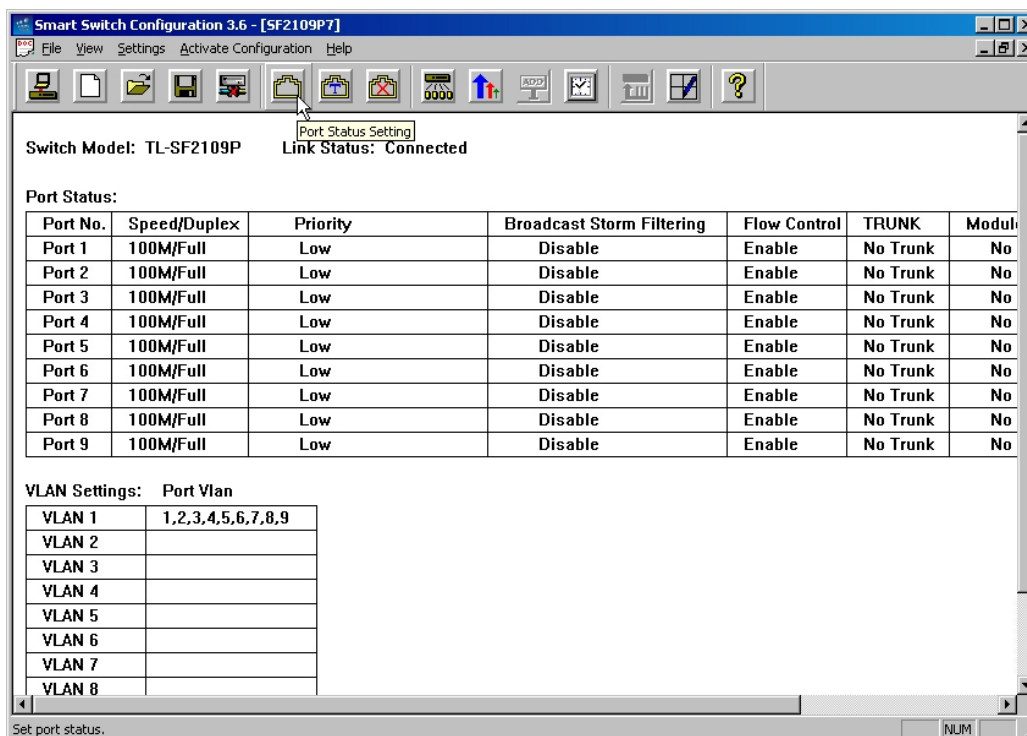 Smart Switch Configuration 3.6 - [SF2109P7]
File View Settings Activate Configuration Help
ADD
Port Status Setting
Switch Model: TL-SF2109P Link Status: Connected
Port Status:
Port No. Speed/Duplex Priority Broadcast Storm Filtering Flow Control TRUNK Modul
Port 1 100M/Full Low Disable Enable No Trunk No
Port 2 100M/Full Low Disable Enable No Trunk No
Port 3 100M/Full Low Disable Enable No Trunk No
Port 4 100M/Full Low Disable Enable No Trunk No
Port 5 100M/Full Low Disable Enable No Trunk No
Port 6 100M/Full Low Disable Enable No Trunk No
Port 7 100M/Full Low Disable Enable No Trunk No
Port 8 100M/Full Low Disable Enable No Trunk No
Port 9 100M/Full Low Disable Enable No Trunk No
VLAN Settings: Port Vlan
VLAN 1 1,2,3,4,5,6,7,8,9
VLAN 2
VLAN 3
VLAN 4
VLAN 5
VLAN 6
VLAN 7
VLAN 8
Set port status. NUM